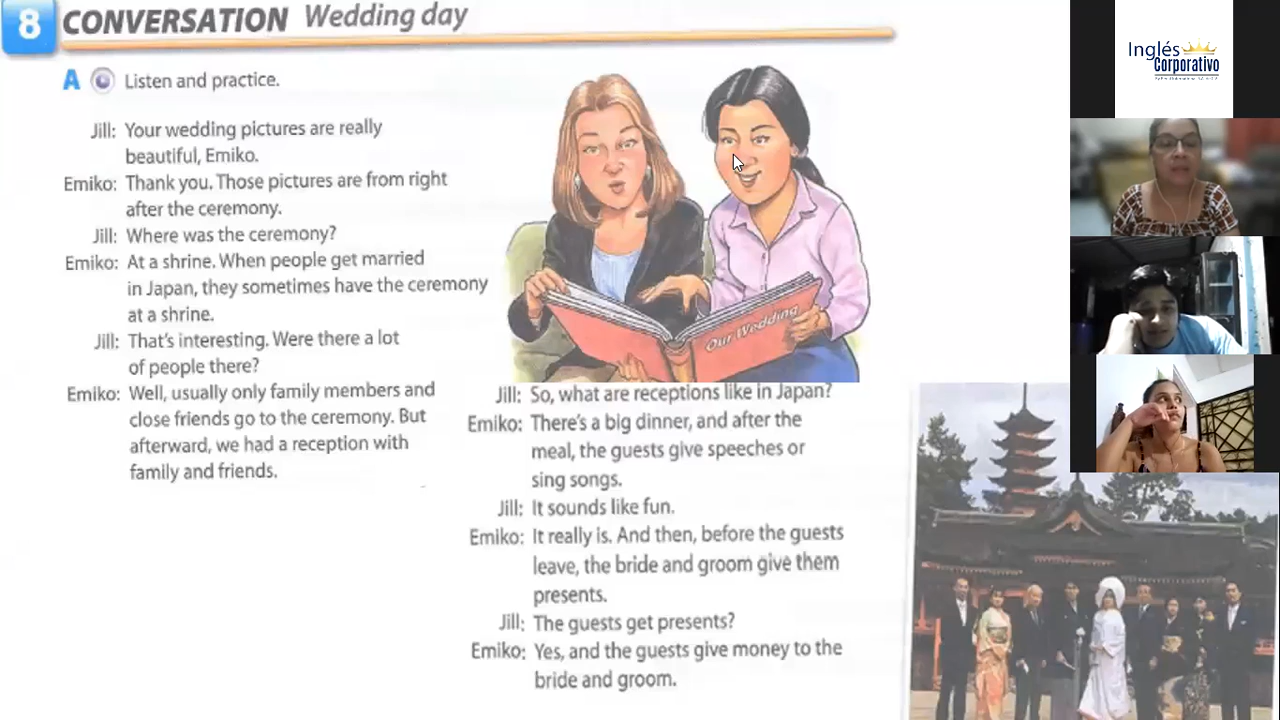 8 CONVERSATION Wedding day
A Listen and practice.
Jill: Your wedding pictures are really
beautiful, Emiko.
Emiko: Thank you. Those pictures are from right
after the ceremony.
Jill: Where was the ceremony?
Emiko: At a shrine. When people get married
in Japan, they sometimes have the ceremony
at a shrine.
Jill: That's interesting. Were there a lot
of people there?
Emiko: Well, usually only family members and
close friends go to the ceremony. But
afterward, we had a reception with
family and friends.
Our Wedding
Jill: So, what are receptions like in Japan?
Emiko: There's a big dinner, and after the
meal, the guests give speeches or
sing songs.
Jill: It sounds like fun.
Emiko: It really is. And then, before the guests
leave, the bride and groom give them
presents.
Jill: The guests get presents?
Emiko: Yes, and the guests give money to the
bride and groom.
Inglés
Corporativo